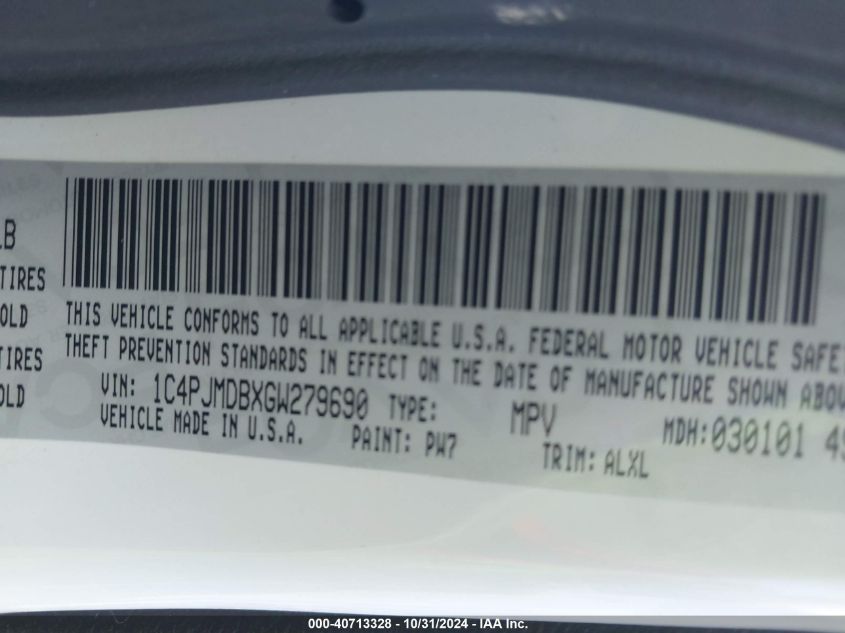 LB
TIRES
OLD
TIRES
OLD
THIS VEHICLE CONFORMS TO ALL APPLICABLE U.S.A. FEDERAL MOTOR VEHICLE SAFE
THEFT PREVENTION STANDARDS IN EFFECT ON THE DATE OF MANUFACTURE SHOWN ABOV
VIN: 1C4PJMDBXGW279690 TYPE: MPV MDH:030101 49
VEHICLE MADE IN U.S.A. PAINT: PW7 TRIM: ALXL
000-40713328 - 10/31/2024 - IAA Inc.